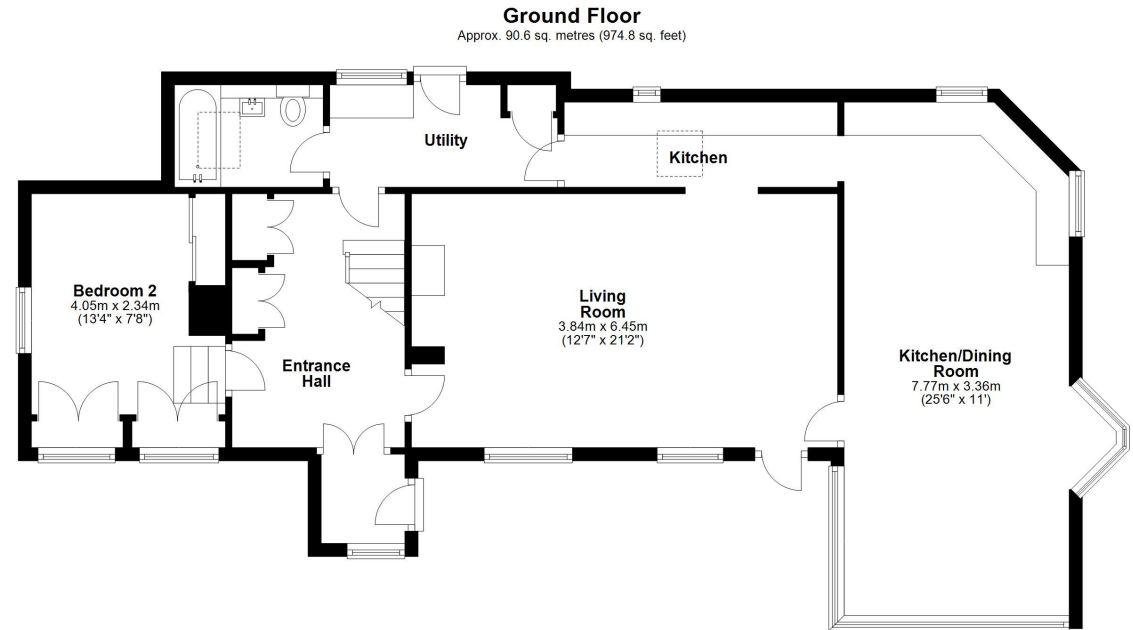 Ground Floor
Approx. 90.6 sq. metres (974.8 sq. feet)
Utility
Kitchen
Bedroom 2
4.05m x 2.34m
(13'4" x 7'8")
Living
Room
3.84m x 6.45m
(12'7" x 21'2")
Entrance
Hall
Kitchen/Dining
Room
7.77m x 3.36m
(25'6" x 11')